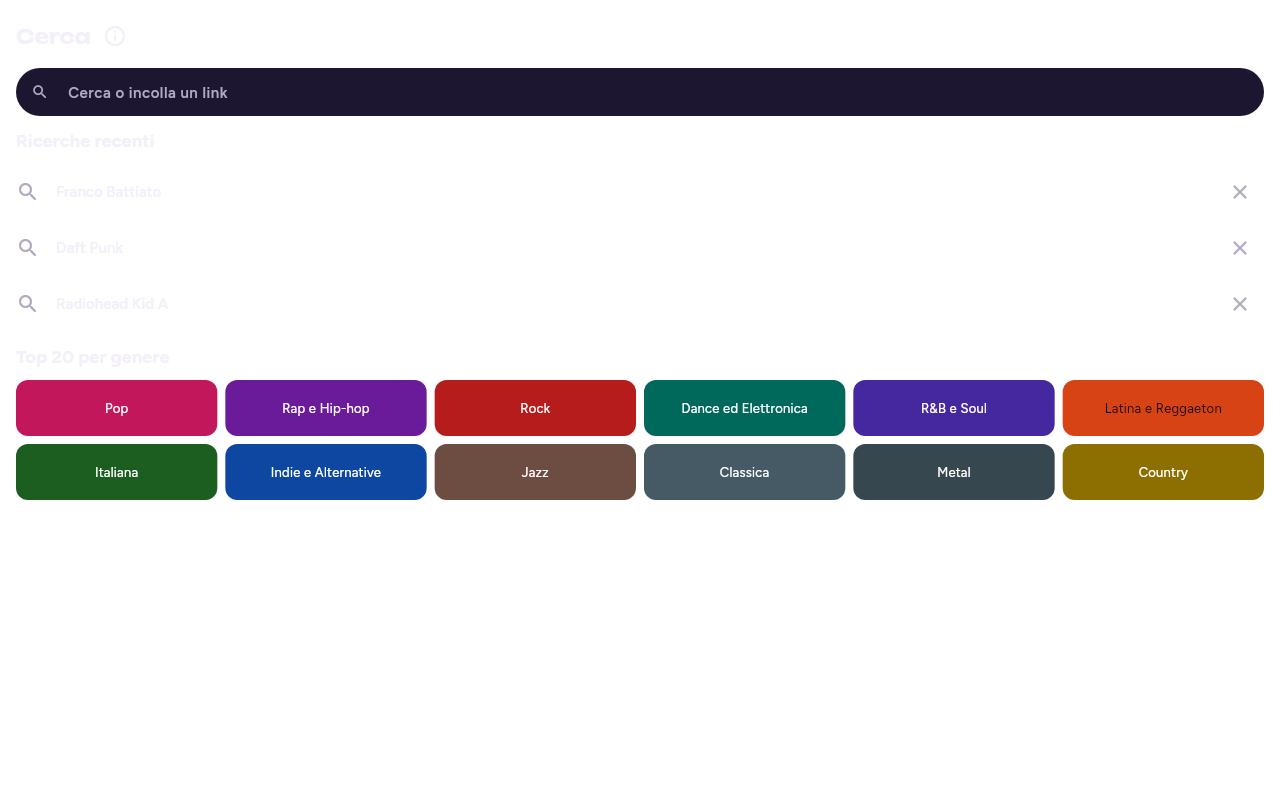 Cerca
Cerca o incolla un link
Ricerche recenti
Franco Battiato
Daft Punk
Radiohead Kid A
Top 20 per genere
Pop
Rap e Hip-hop
Rock
Dance ed Elettronica
R&B e Soul
Latina e Reggaeton
Italiana
Indie e Alternative
Jazz
Classica
Metal
Country